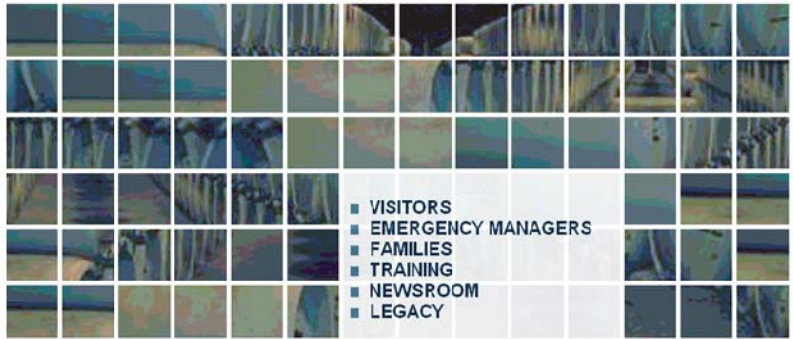 VISITORS
EMERGENCY MANAGERS
FAMILIES
TRAINING
NEWSROOM
LEGACY